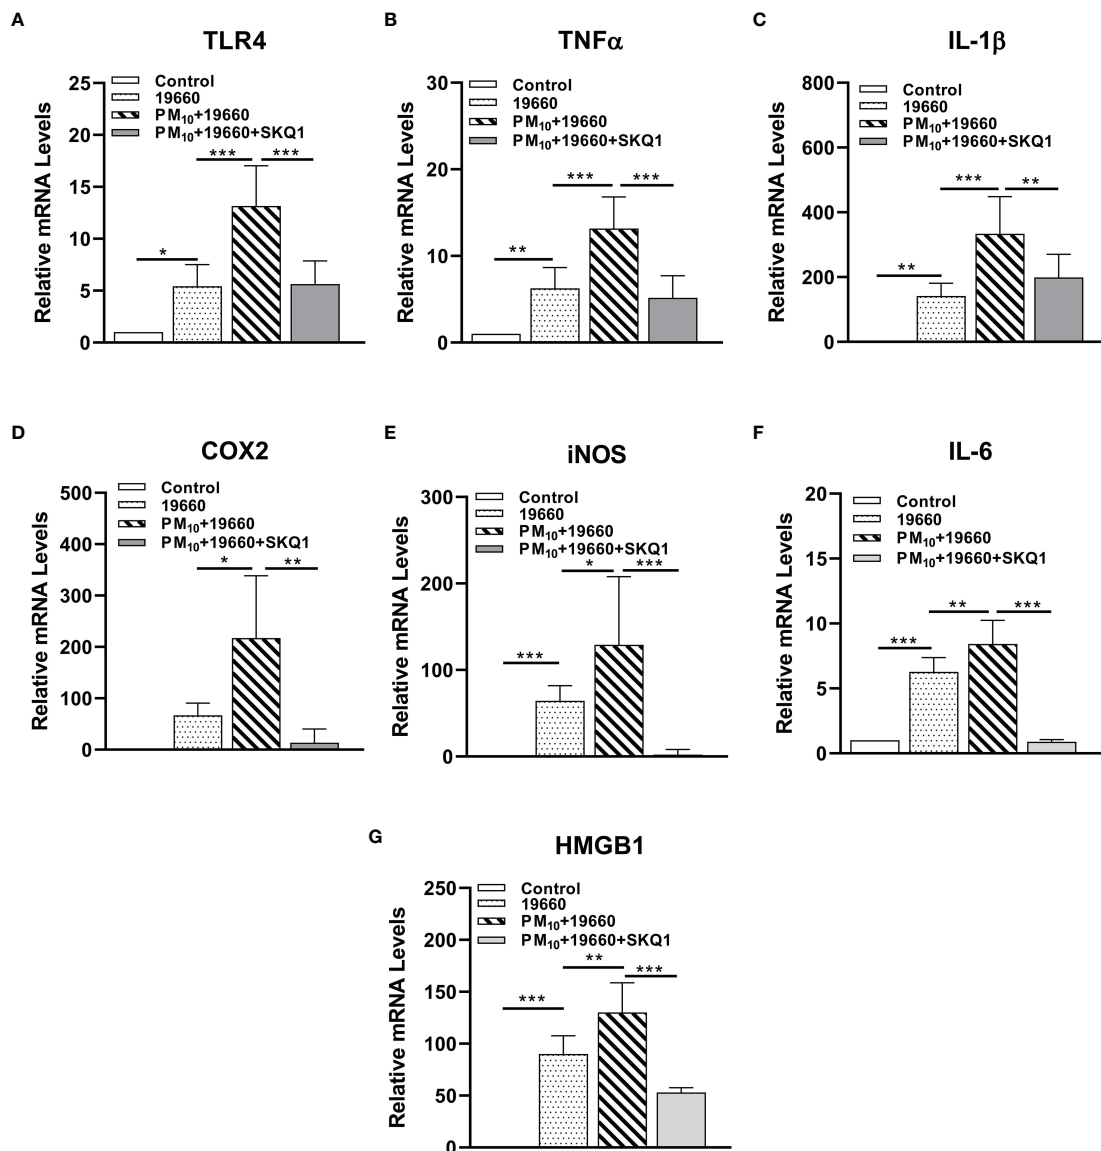 A
TLR4
Relative mRNA Levels
25
20
15
10
5
0
Control
19660
PM10+19660
PM10+19660+SKQ1
***
***
*
B
TNFα
Relative mRNA Levels
30
20
10
0
Control
19660
PM10+19660
PM10+19660+SKQ1
***
***
**
C
IL-1β
Relative mRNA Levels
800
600
400
200
0
Control
19660
PM10+19660
PM10+19660+SKQ1
***
**
**
D
COX2
Relative mRNA Levels
500
400
300
200
100
0
Control
19660
PM10+19660
PM10+19660+SKQ1
*
**
E
iNOS
Relative mRNA Levels
300
200
100
0
Control
19660
PM10+19660
PM10+19660+SKQ1
*
***
***
F
IL-6
Relative mRNA Levels
20
15
10
5
0
Control
19660
PM10+19660
PM10+19660+SKQ1
**
***
***
G
HMGB1
Relative mRNA Levels
250
200
150
100
50
0
Control
19660
PM10+19660
PM10+19660+SKQ1
**
***
***